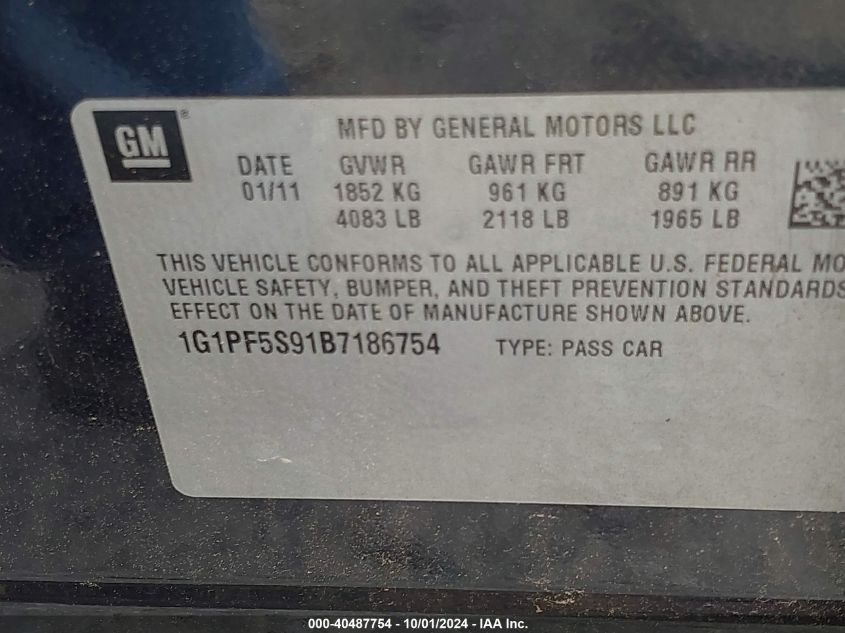 GM ®
MFD BY GENERAL MOTORS LLC
DATE GVWR GAWR FRT GAWR RR
01/11 1852 KG 961 KG 891 KG
4083 LB 2118 LB 1965 LB
THIS VEHICLE CONFORMS TO ALL APPLICABLE U.S. FEDERAL MO
VEHICLE SAFETY, BUMPER, AND THEFT PREVENTION STANDARDS
EFFECT ON THE DATE OF MANUFACTURE SHOWN ABOVE.
1G1PF5S91B7186754 TYPE: PASS CAR
000-40487754 - 10/01/2024 - IAA Inc.